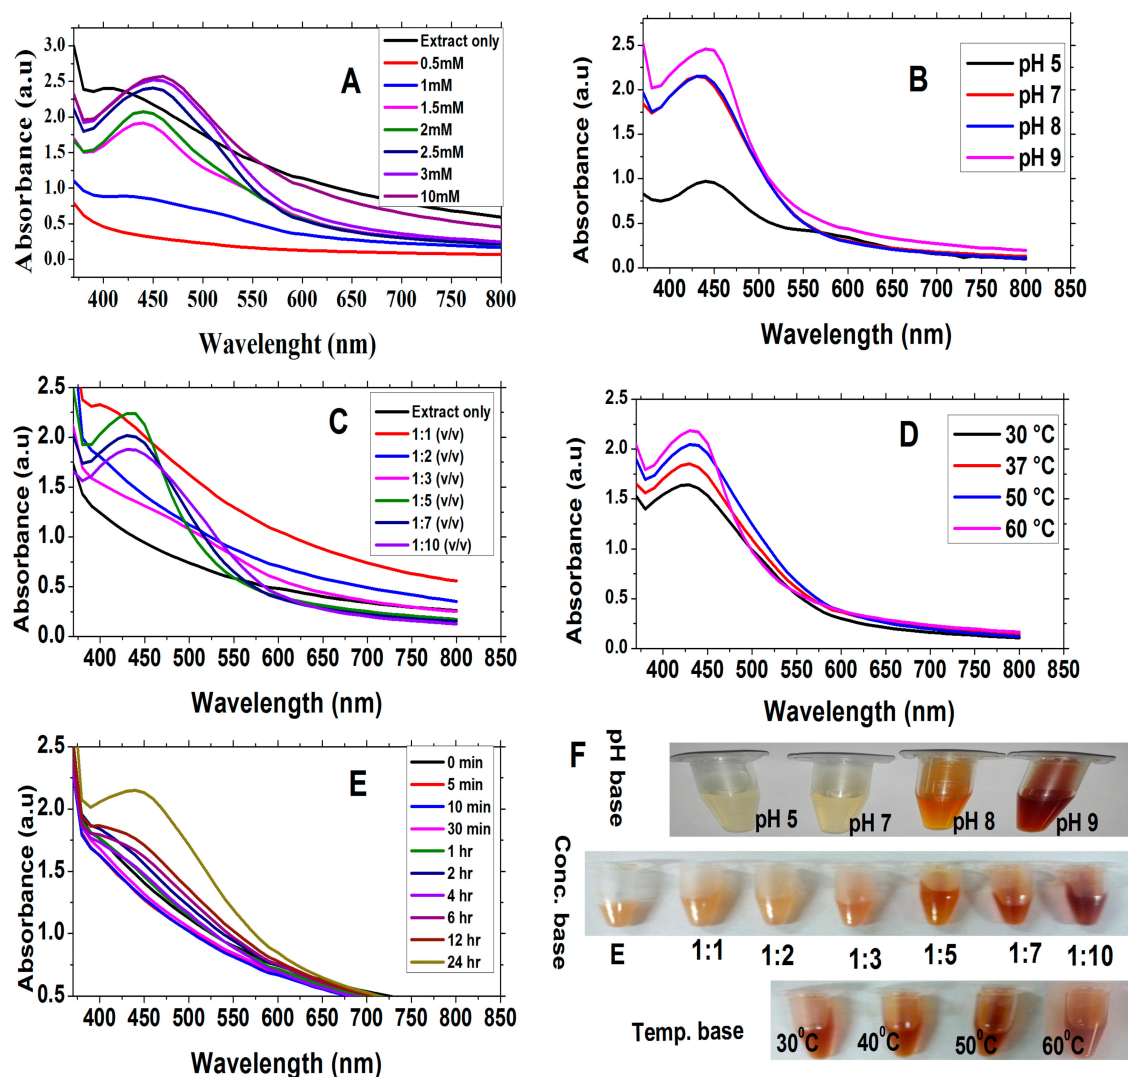 A
Absorbance (a.u)
3.0
2.5
2.0
1.5
1.0
0.5
0.0
400 450 500 550 600 650 700 750 800
Wavelenght (nm)
Extract only
0.5mM
1mM
1.5mM
2mM
2.5mM
3mM
10mM
B
Absorbance (a.u)
2.5
2.0
1.5
1.0
0.5
0.0
400 450 500 550 600 650 700 750 800 850
Wavelength (nm)
pH 5
pH 7
pH 8
pH 9
C
Absorbance (a.u)
2.5
2.0
1.5
1.0
0.5
0.0
400 450 500 550 600 650 700 750 800 850
Wavelength (nm)
Extract only
1:1 (v/v)
1:2 (v/v)
1:3 (v/v)
1:5 (v/v)
1:7 (v/v)
1:10 (v/v)
D
Absorbance (a.u)
2.5
2.0
1.5
1.0
0.5
0.0
400 450 500 550 600 650 700 750 800 850
Wavelength (nm)
30 °C
37 °C
50 °C
60 °C
E
Absorbance (a.u)
2.5
2.0
1.5
1.0
0.5
400 450 500 550 600 650 700 750 800 850
Wavelength (nm)
0 min
5 min
10 min
30 min
1 hr
2 hr
4 hr
6 hr
12 hr
24 hr
F
pH base
pH 5 pH 7 pH 8 pH 9
Conc. base
E 1:1 1:2 1:3 1:5 1:7 1:10
Temp. base
30⁰C 40⁰C 50⁰C 60⁰C